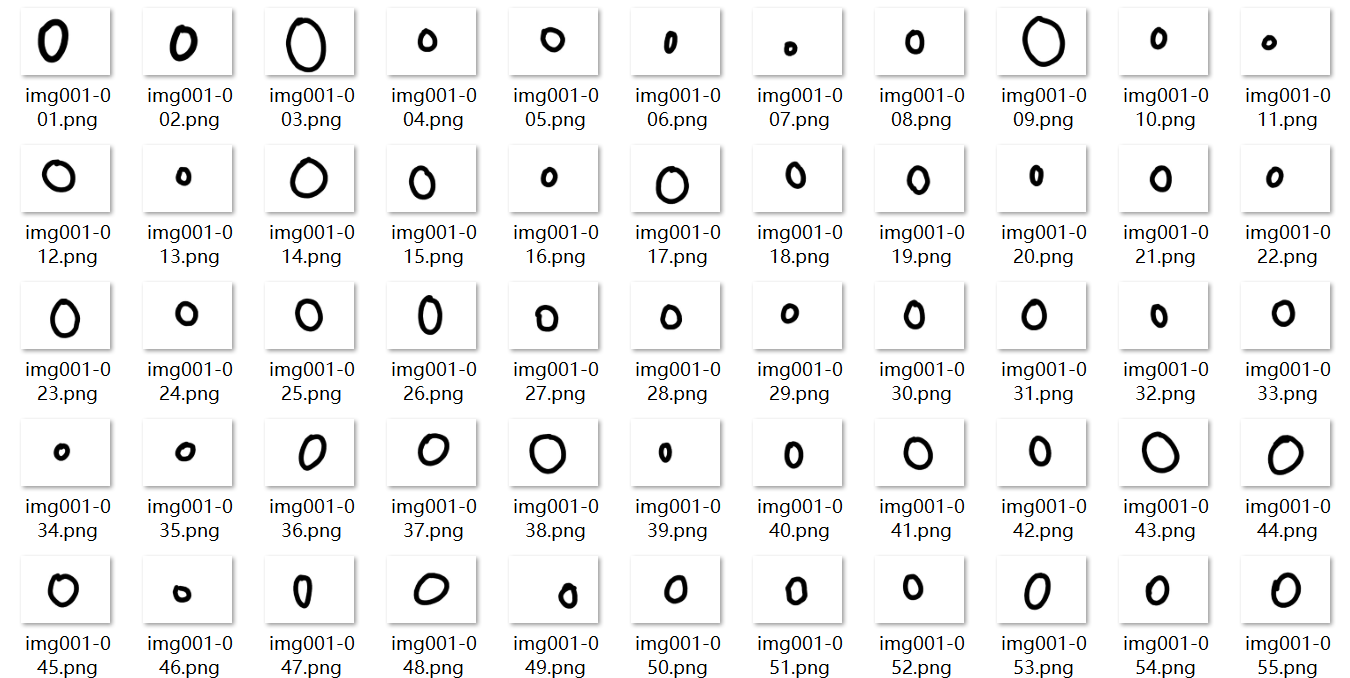 img001-0
01.png
img001-0
02.png
img001-0
03.png
img001-0
04.png
img001-0
05.png
img001-0
06.png
img001-0
07.png
img001-0
08.png
img001-0
09.png
img001-0
10.png
img001-0
11.png
img001-0
12.png
img001-0
13.png
img001-0
14.png
img001-0
15.png
img001-0
16.png
img001-0
17.png
img001-0
18.png
img001-0
19.png
img001-0
20.png
img001-0
21.png
img001-0
22.png
img001-0
23.png
img001-0
24.png
img001-0
25.png
img001-0
26.png
img001-0
27.png
img001-0
28.png
img001-0
29.png
img001-0
30.png
img001-0
31.png
img001-0
32.png
img001-0
33.png
img001-0
34.png
img001-0
35.png
img001-0
36.png
img001-0
37.png
img001-0
38.png
img001-0
39.png
img001-0
40.png
img001-0
41.png
img001-0
42.png
img001-0
43.png
img001-0
44.png
img001-0
45.png
img001-0
46.png
img001-0
47.png
img001-0
48.png
img001-0
49.png
img001-0
50.png
img001-0
51.png
img001-0
52.png
img001-0
53.png
img001-0
54.png
img001-0
55.png